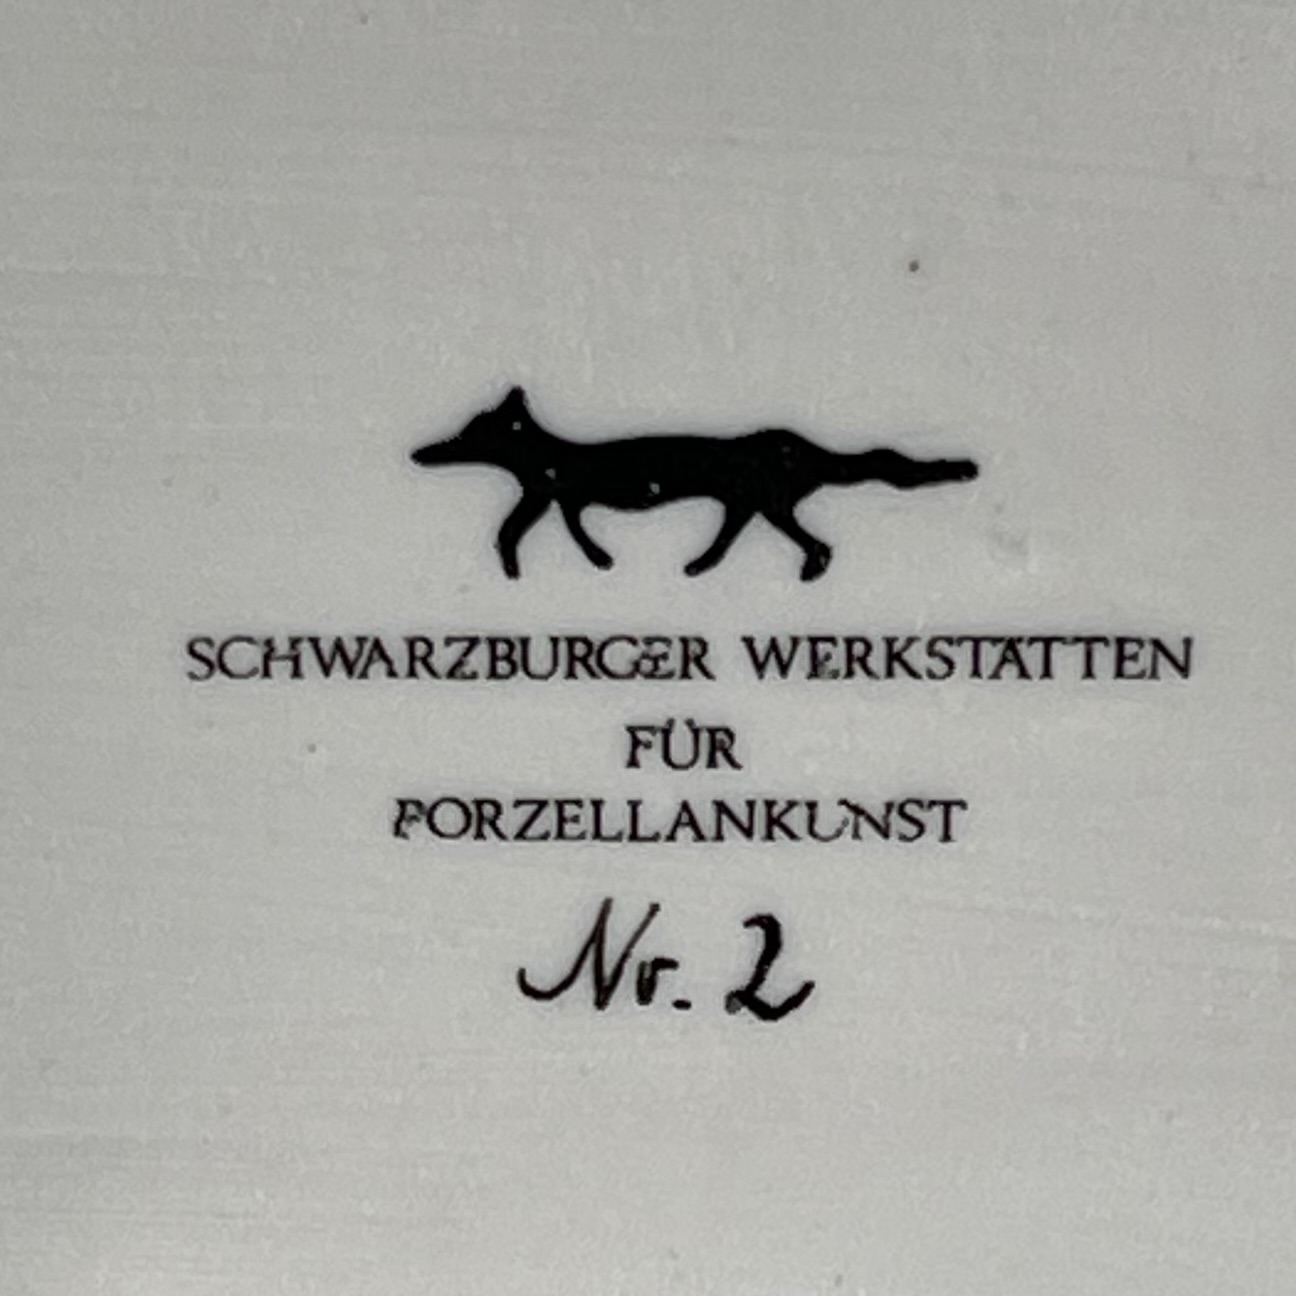 SCHWARZBURGER WERKSTÄTTEN
FÜR
PORZELLANKUNST
Nr. 2